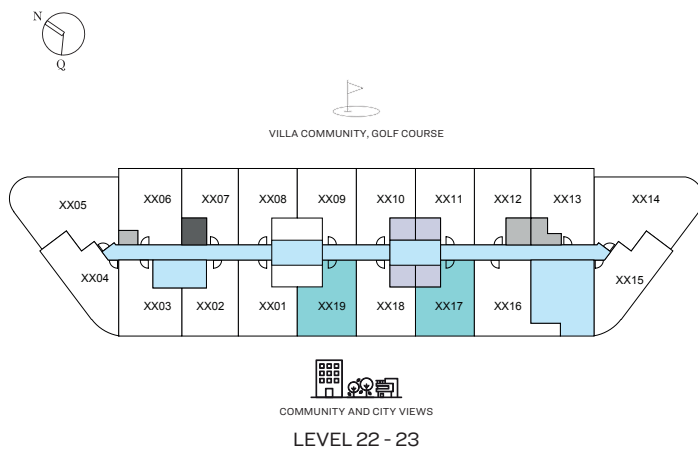 N
Q
VILLA COMMUNITY, GOLF COURSE
XX05 XX06 XX07 XX08 XX09 XX10 XX11 XX12 XX13 XX14
XX04 XX15
XX03 XX02 XX01 XX19 XX18 XX17 XX16
COMMUNITY AND CITY VIEWS
LEVEL 22 - 23